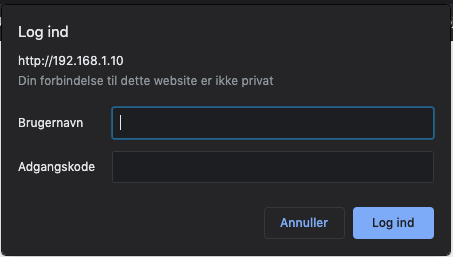 Log ind
http://192.168.1.10
Din forbindelse til dette website er ikke privat
Brugernavn
Adgangskode
Annuller
Log ind